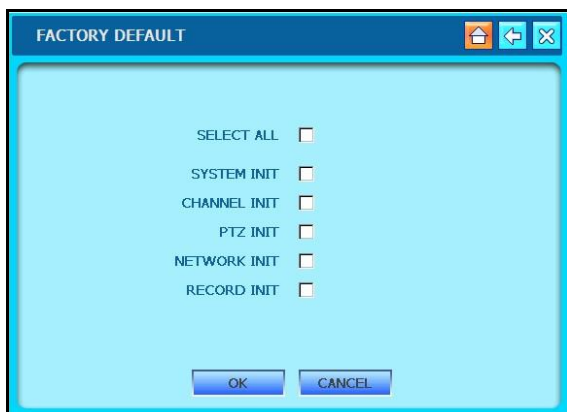 FACTORY DEFAULT
SELECT ALL
SYSTEM INIT
CHANNEL INIT
PTZ INIT
NETWORK INIT
RECORD INIT
OK CANCEL